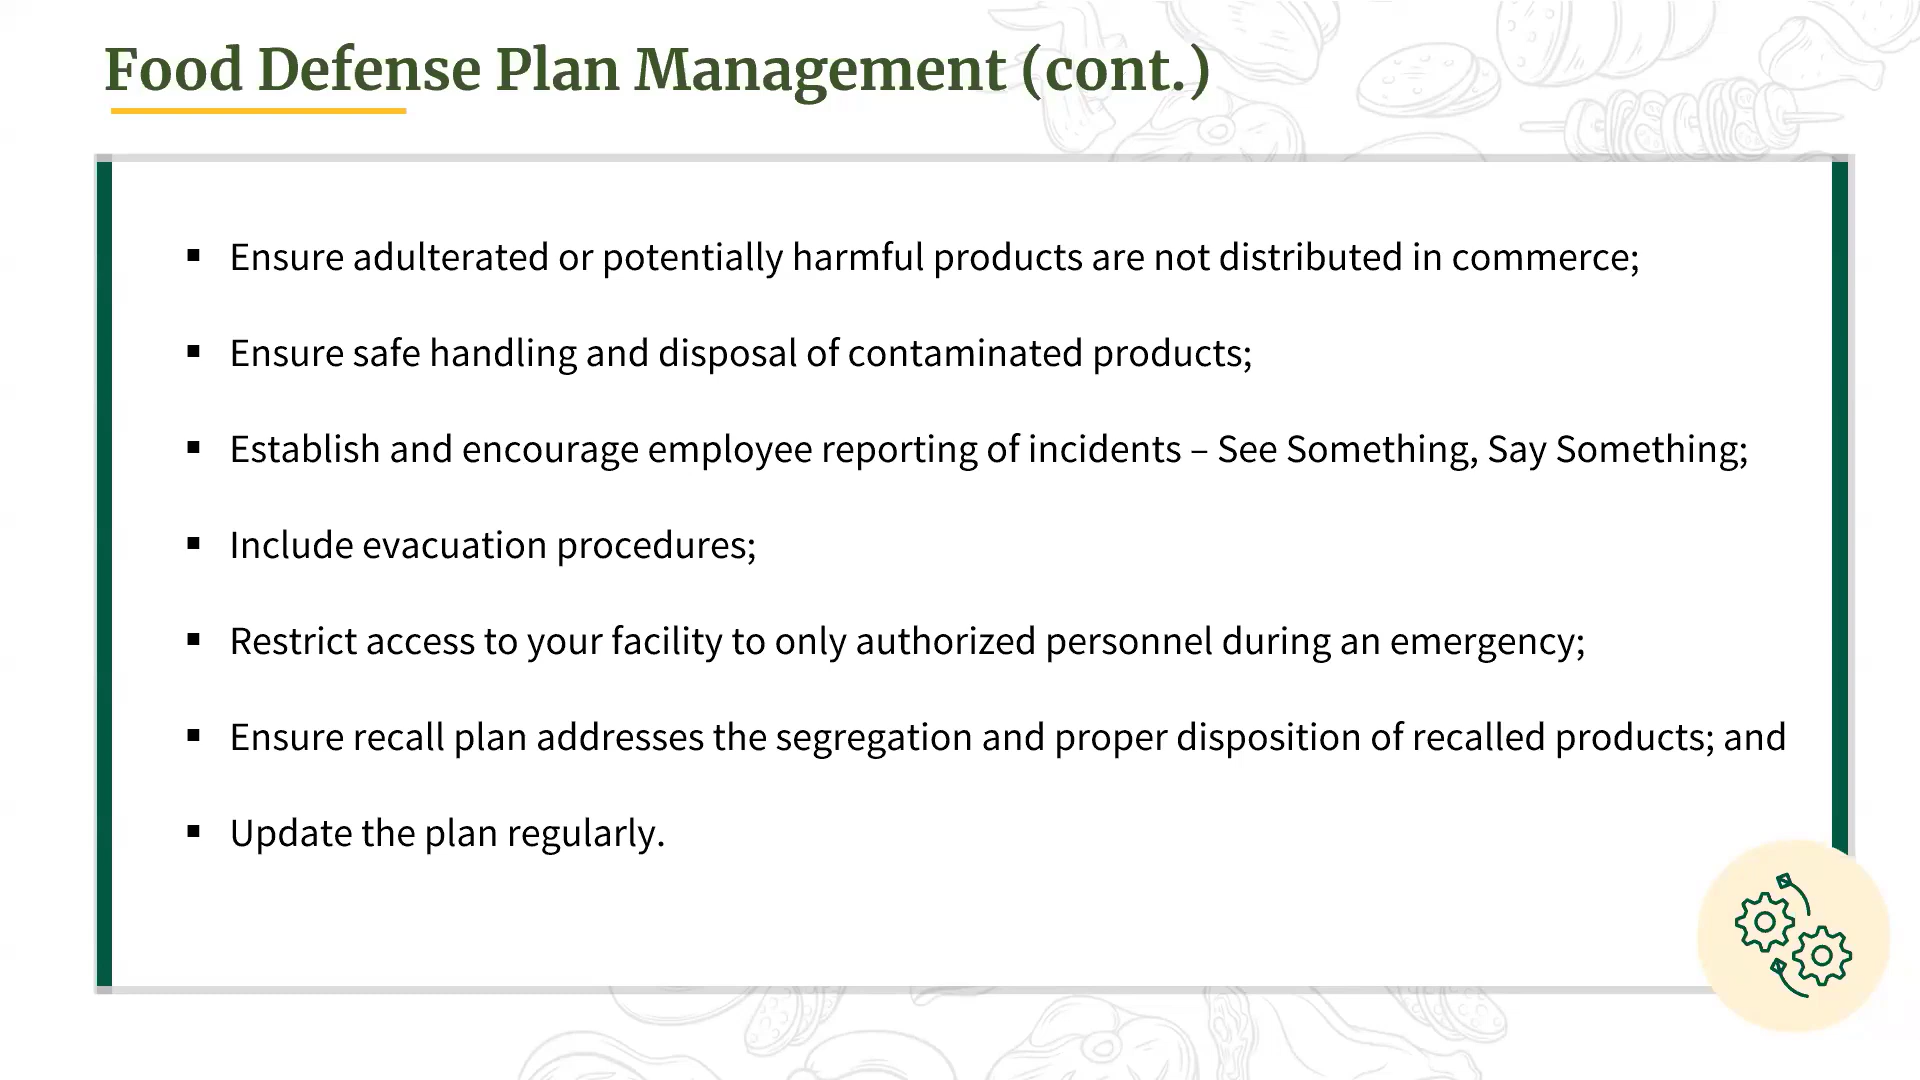 Food Defense Plan Management (cont.)
▪ Ensure adulterated or potentially harmful products are not distributed in commerce;
▪ Ensure safe handling and disposal of contaminated products;
▪ Establish and encourage employee reporting of incidents – See Something, Say Something;
▪ Include evacuation procedures;
▪ Restrict access to your facility to only authorized personnel during an emergency;
▪ Ensure recall plan addresses the segregation and proper disposition of recalled products; and
▪ Update the plan regularly.